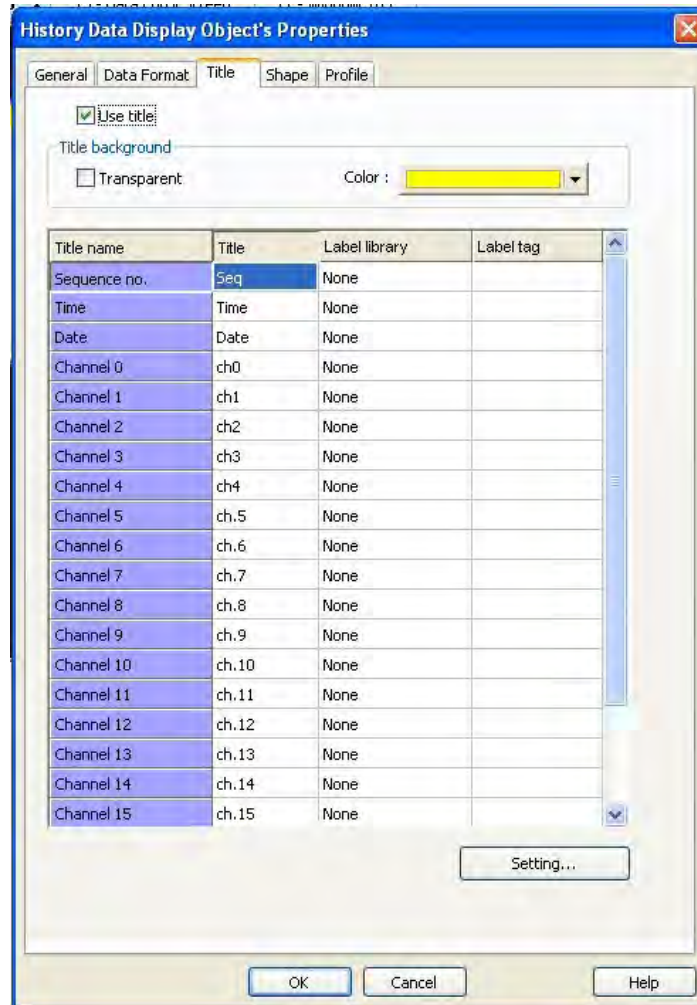 History Data Display Object's Properties
General Data Format Title Shape Profile
Use title
Title background
Transparent Color :
Title name Title Label library Label tag
Sequence no. Seq None
Time Time None
Date Date None
Channel 0 ch0 None
Channel 1 ch1 None
Channel 2 ch2 None
Channel 3 ch3 None
Channel 4 ch4 None
Channel 5 ch.5 None
Channel 6 ch.6 None
Channel 7 ch.7 None
Channel 8 ch.8 None
Channel 9 ch.9 None
Channel 10 ch.10 None
Channel 11 ch.11 None
Channel 12 ch.12 None
Channel 13 ch.13 None
Channel 14 ch.14 None
Channel 15 ch.15 None
Setting...
OK Cancel Help